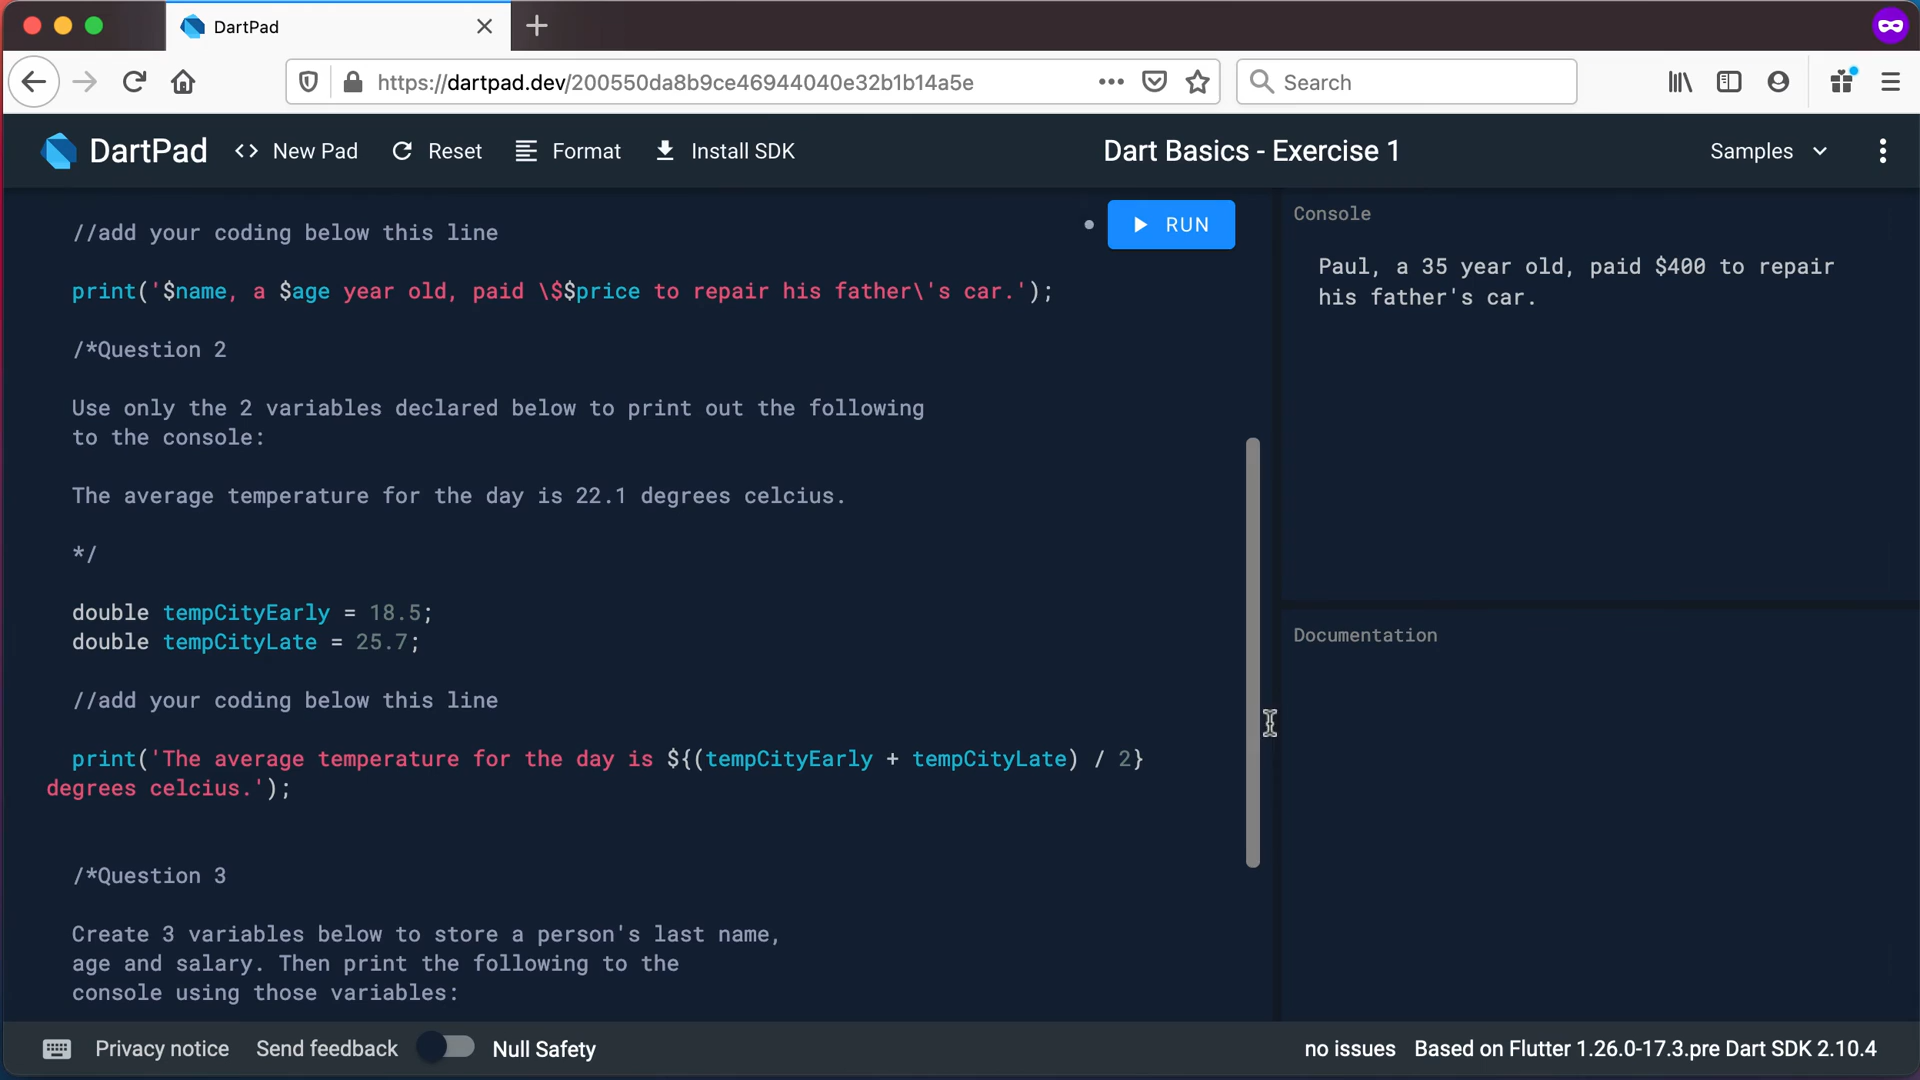 DartPad
https://dartpad.dev/200550da8b9ce46944040e32b1b14a5e
Search
DartPad
<> New Pad
Reset
Format
Install SDK
Dart Basics - Exercise 1
Samples
//add your coding below this line
print('$name, a $age year old, paid \$$price to repair his father\'s car.');
/*Question 2
Use only the 2 variables declared below to print out the following
to the console:
The average temperature for the day is 22.1 degrees celcius.
*/
double tempCityEarly = 18.5;
double tempCityLate = 25.7;
//add your coding below this line
print('The average temperature for the day is ${(tempCityEarly + tempCityLate) / 2}
degrees celcius.');
/*Question 3
Create 3 variables below to store a person's last name,
age and salary. Then print the following to the
console using those variables:
RUN
Console
Paul, a 35 year old, paid $400 to repair
his father's car.
Documentation
Privacy notice
Send feedback
Null Safety
no issues
Based on Flutter 1.26.0-17.3.pre Dart SDK 2.10.4